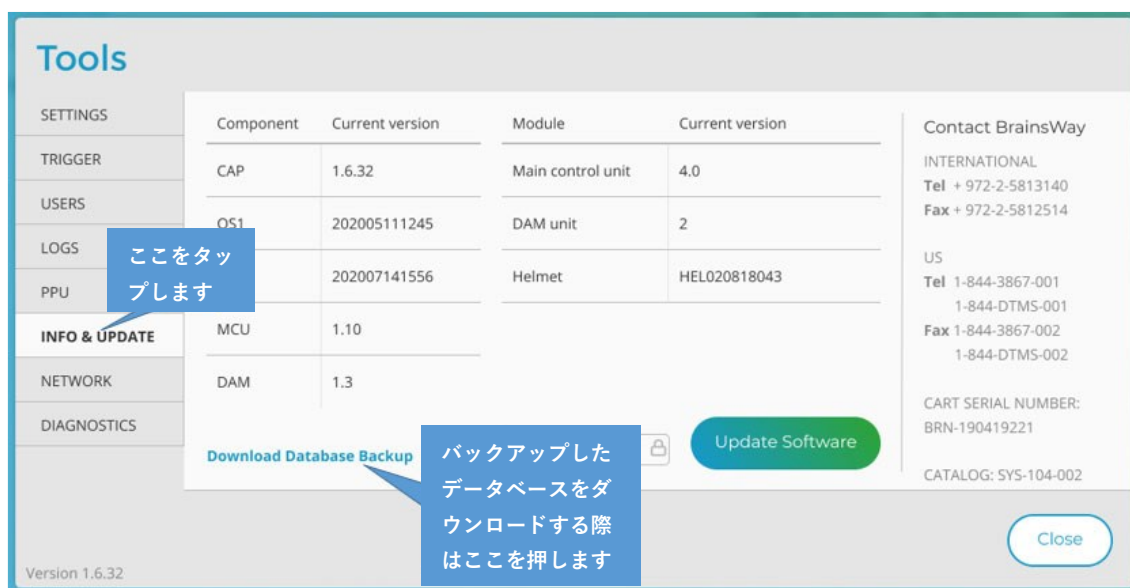 Tools
SETTINGS
TRIGGER
USERS
LOGS
PPU
INFO & UPDATE
NETWORK
DIAGNOSTICS
Component Current version
CAP 1.6.32
OS1 202005111245
202007141556
MCU 1.10
DAM 1.3
Module Current version
Main control unit 4.0
DAM unit 2
Helmet HEL020818043
ここをタッ
プします
Download Database Backup
バックアップした
データベースをダ
ウンロードする際
はここを押します
Update Software
Contact BrainsWay
INTERNATIONAL
Tel + 972-2-5813140
Fax + 972-2-5812514
US
Tel 1-844-3867-001
1-844-DTMS-001
Fax 1-844-3867-002
1-844-DTMS-002
CART SERIAL NUMBER:
BRN-190419221
CATALOG: SYS-104-002
Close
Version 1.6.32